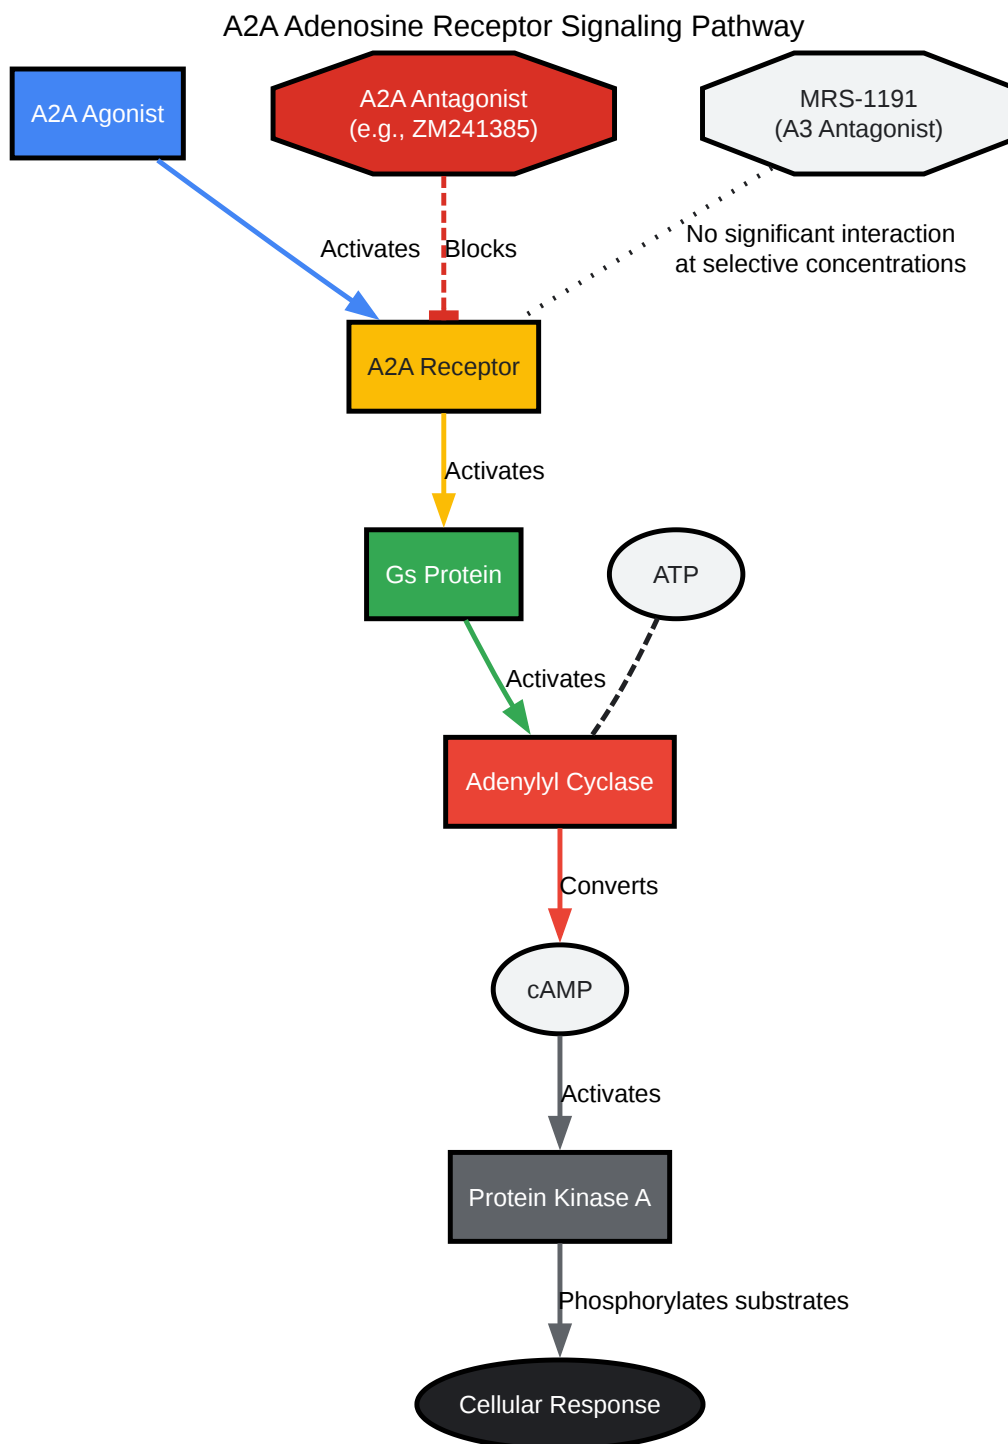 A2A Adenosine Receptor Signaling Pathway
A2A Agonist
A2A Antagonist
(e.g., ZM241385)
MRS-1191
(A3 Antagonist)
Activates
Blocks
No significant interaction
at selective concentrations
A2A Receptor
Activates
Gs Protein
ATP
Activates
Adenylyl Cyclase
Converts
cAMP
Activates
Protein Kinase A
Phosphorylates substrates
Cellular Response